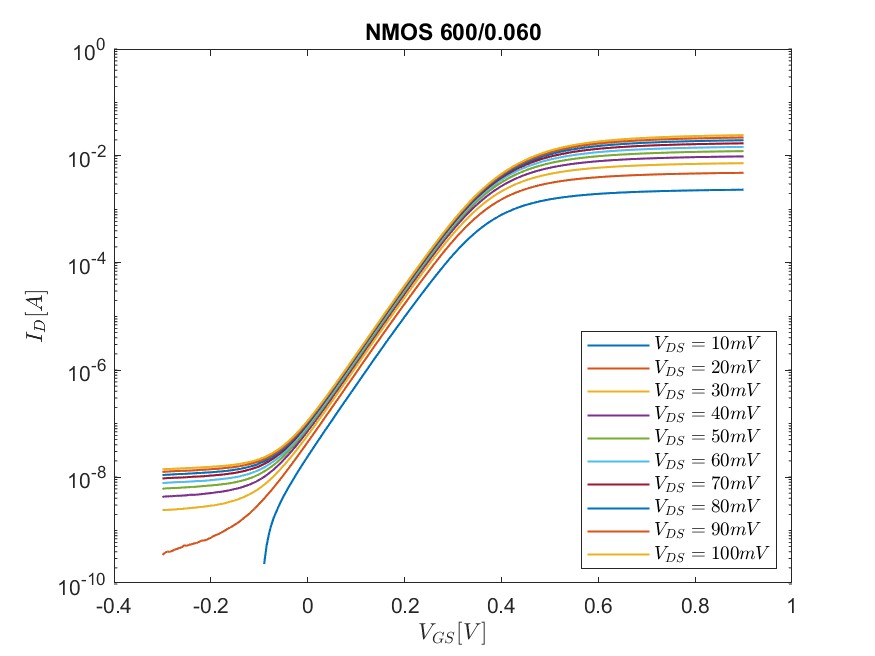 NMOS 600/0.060
10^0
10^-2
10^-4
10^-6
10^-8
10^-10
I_D[A]
V_DS = 10mV
V_DS = 20mV
V_DS = 30mV
V_DS = 40mV
V_DS = 50mV
V_DS = 60mV
V_DS = 70mV
V_DS = 80mV
V_DS = 90mV
V_DS = 100mV
-0.4 -0.2 0 0.2 0.4 0.6 0.8 1
V_GS[V]